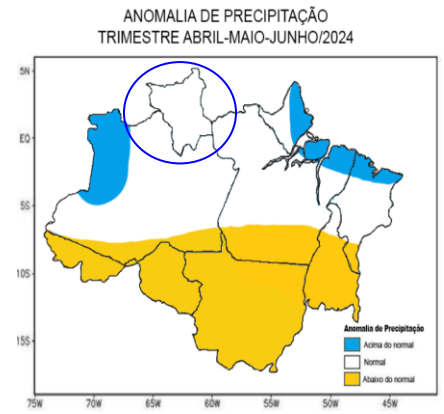 ANOMALIA DE PRECIPITAÇÃO
TRIMESTRE ABRIL-MAIO-JUNHO/2024
5N
EQ
5S
10S
15S
Anomalia de Precipitação
Acima do normal
Normal
Abaixo do normal
75W 70W 65W 60W 55W 50W 45W